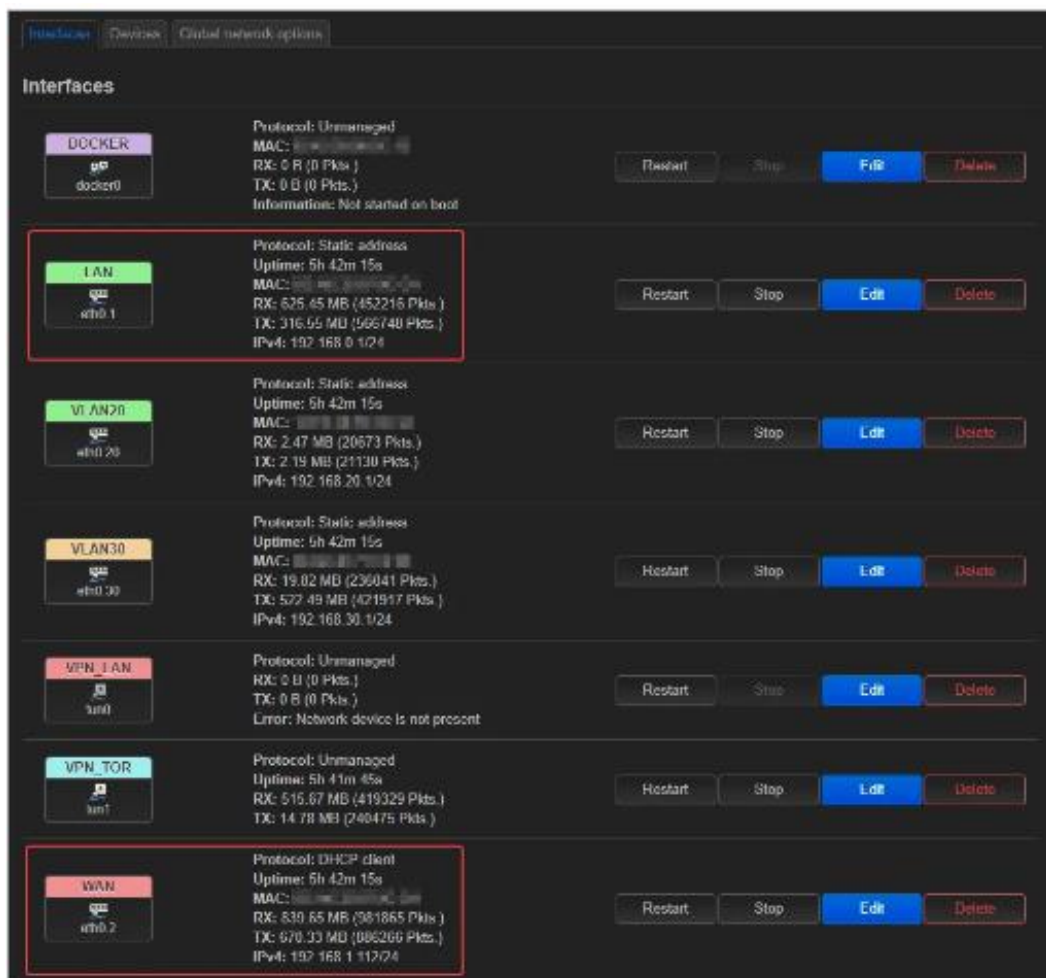 Interfaces Devices Global network options
Interfaces
DOCKER
docker0
Protocol: Unmanaged
MAC:
RX: 0 B (0 Pkts.)
TX: 0 B (0 Pkts.)
Information: Not started on boot
Restart Stop Edit Delete
LAN
eth0.1
Protocol: Static address
Uptime: 5h 42m 15s
MAC:
RX: 625.45 MB (452216 Pkts.)
TX: 316.55 MB (566748 Pkts.)
IPv4: 192.168.0.1/24
Restart Stop Edit Delete
VLAN20
eth0.20
Protocol: Static address
Uptime: 5h 42m 15s
MAC:
RX: 2.47 MB (20673 Pkts.)
TX: 2.19 MB (21130 Pkts.)
IPv4: 192.168.20.1/24
Restart Stop Edit Delete
VLAN30
eth0.30
Protocol: Static address
Uptime: 5h 42m 15s
MAC:
RX: 19.02 MB (236041 Pkts.)
TX: 522.49 MB (421917 Pkts.)
IPv4: 192.168.30.1/24
Restart Stop Edit Delete
VPN_LAN
tun0
Protocol: Unmanaged
RX: 0 B (0 Pkts.)
TX: 0 B (0 Pkts.)
Error: Network device is not present
Restart Stop Edit Delete
VPN_TOR
tun1
Protocol: Unmanaged
Uptime: 5h 41m 45s
RX: 515.67 MB (419329 Pkts.)
TX: 14.78 MB (240475 Pkts.)
Restart Stop Edit Delete
WAN
eth0.2
Protocol: DHCP client
Uptime: 5h 42m 15s
MAC:
RX: 839.65 MB (981865 Pkts.)
TX: 670.33 MB (886266 Pkts.)
IPv4: 192.168.1.112/24
Restart Stop Edit Delete